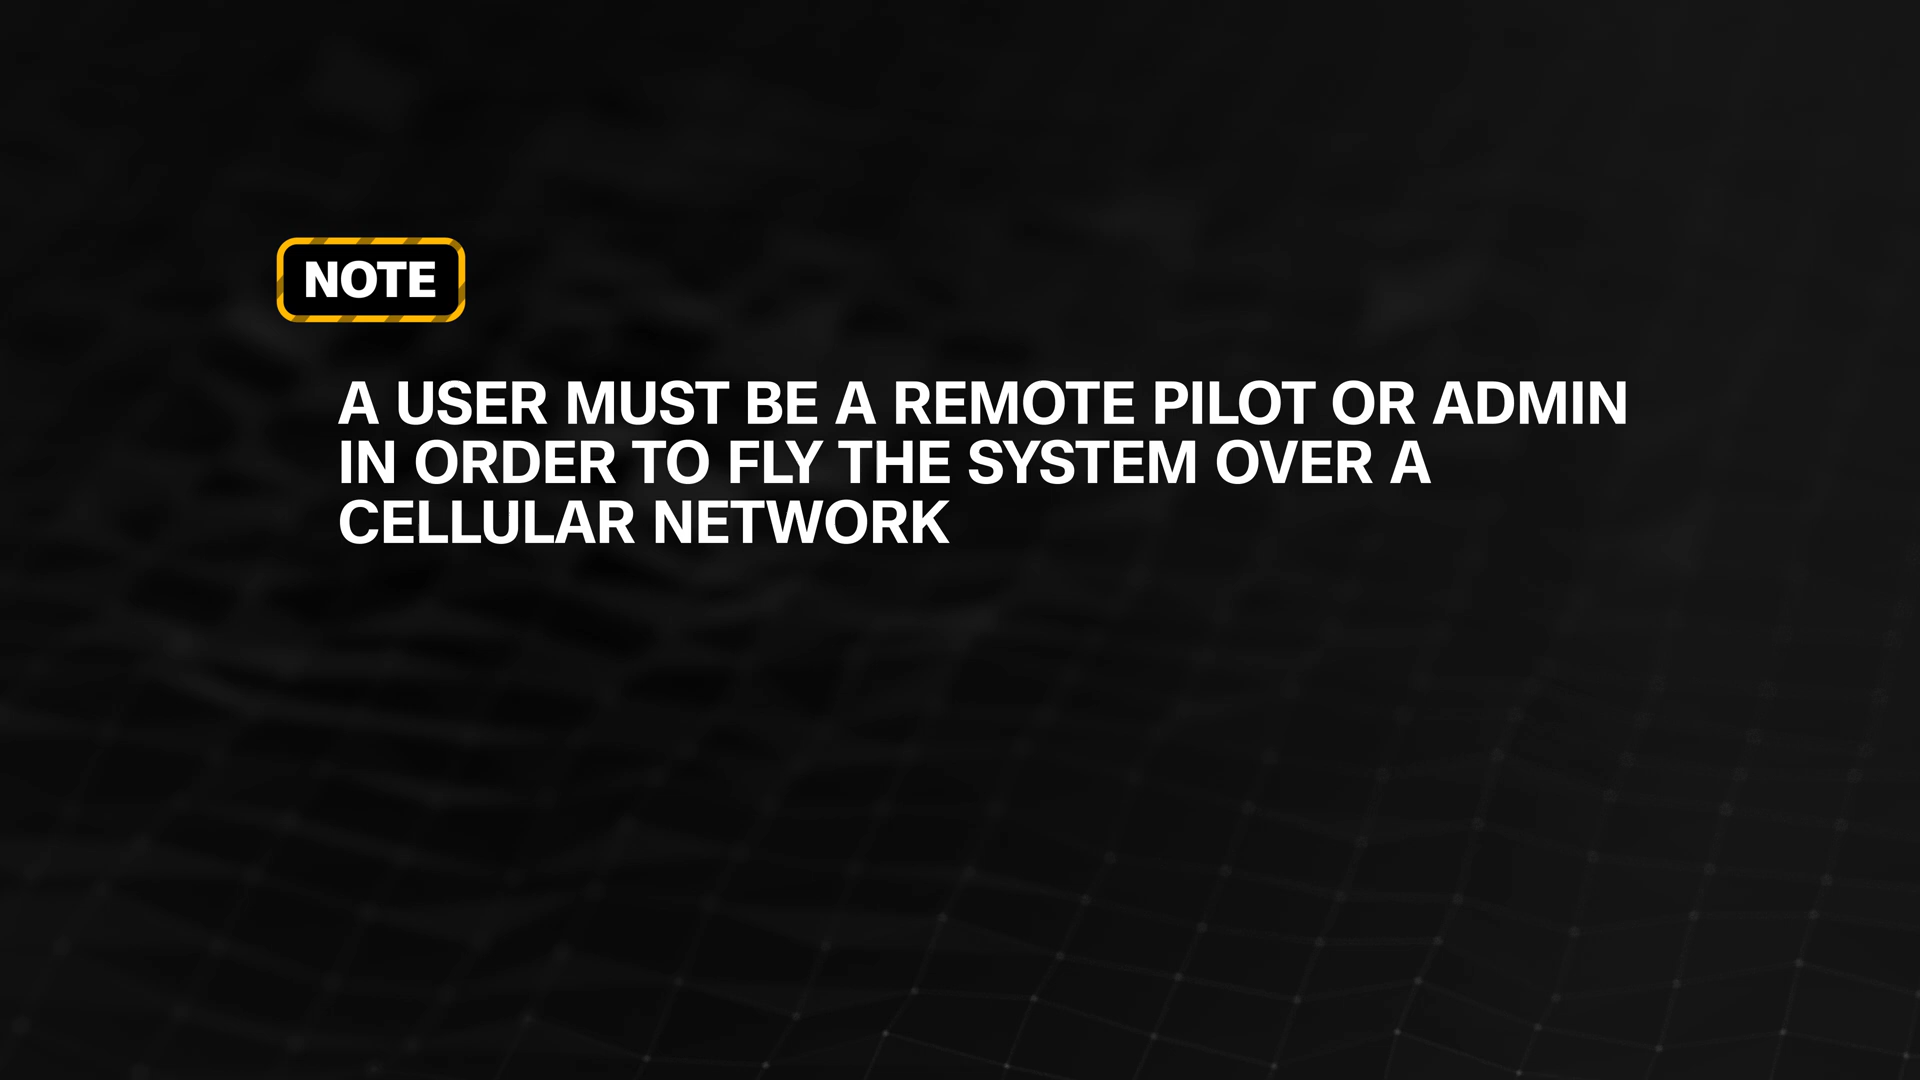 NOTE
A USER MUST BE A REMOTE PILOT OR ADMIN
IN ORDER TO FLY THE SYSTEM OVER A
CELLULAR NETWORK